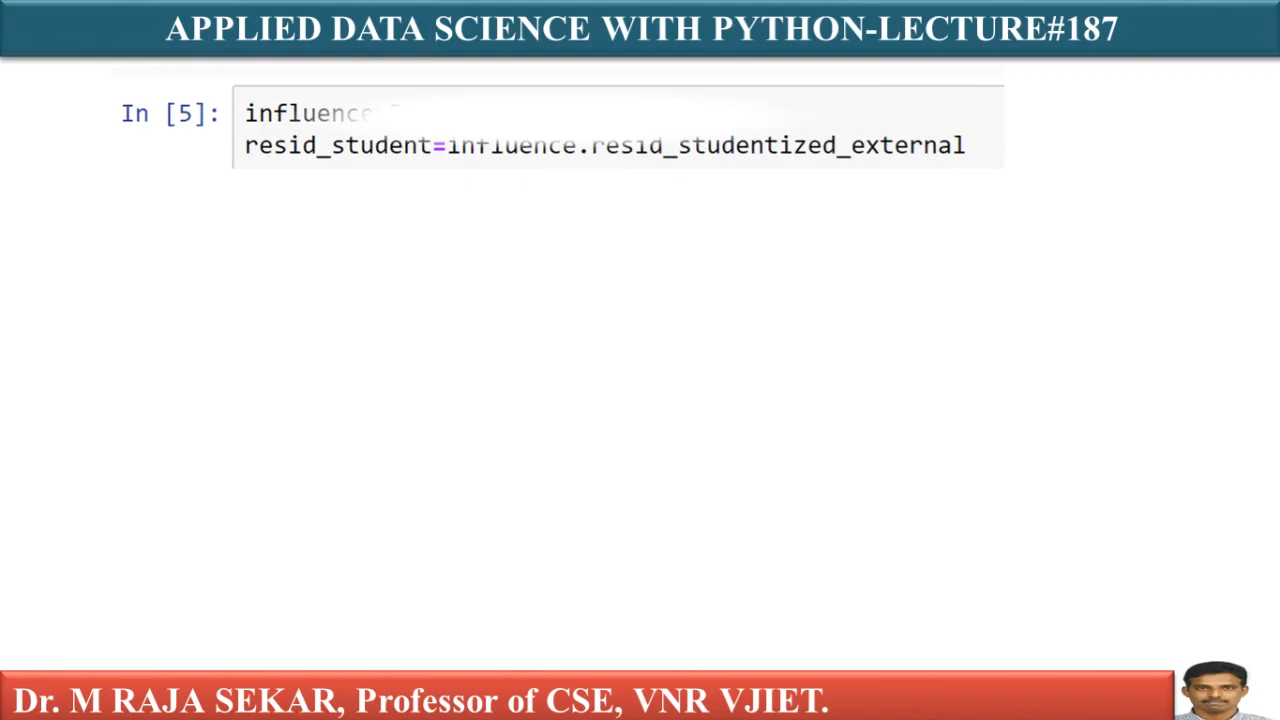 APPLIED DATA SCIENCE WITH PYTHON-LECTURE#187
In [5]: influence
resid_student=influence.resid_studentized_external
Dr. M RAJA SEKAR, Professor of CSE, VNR VJIET.